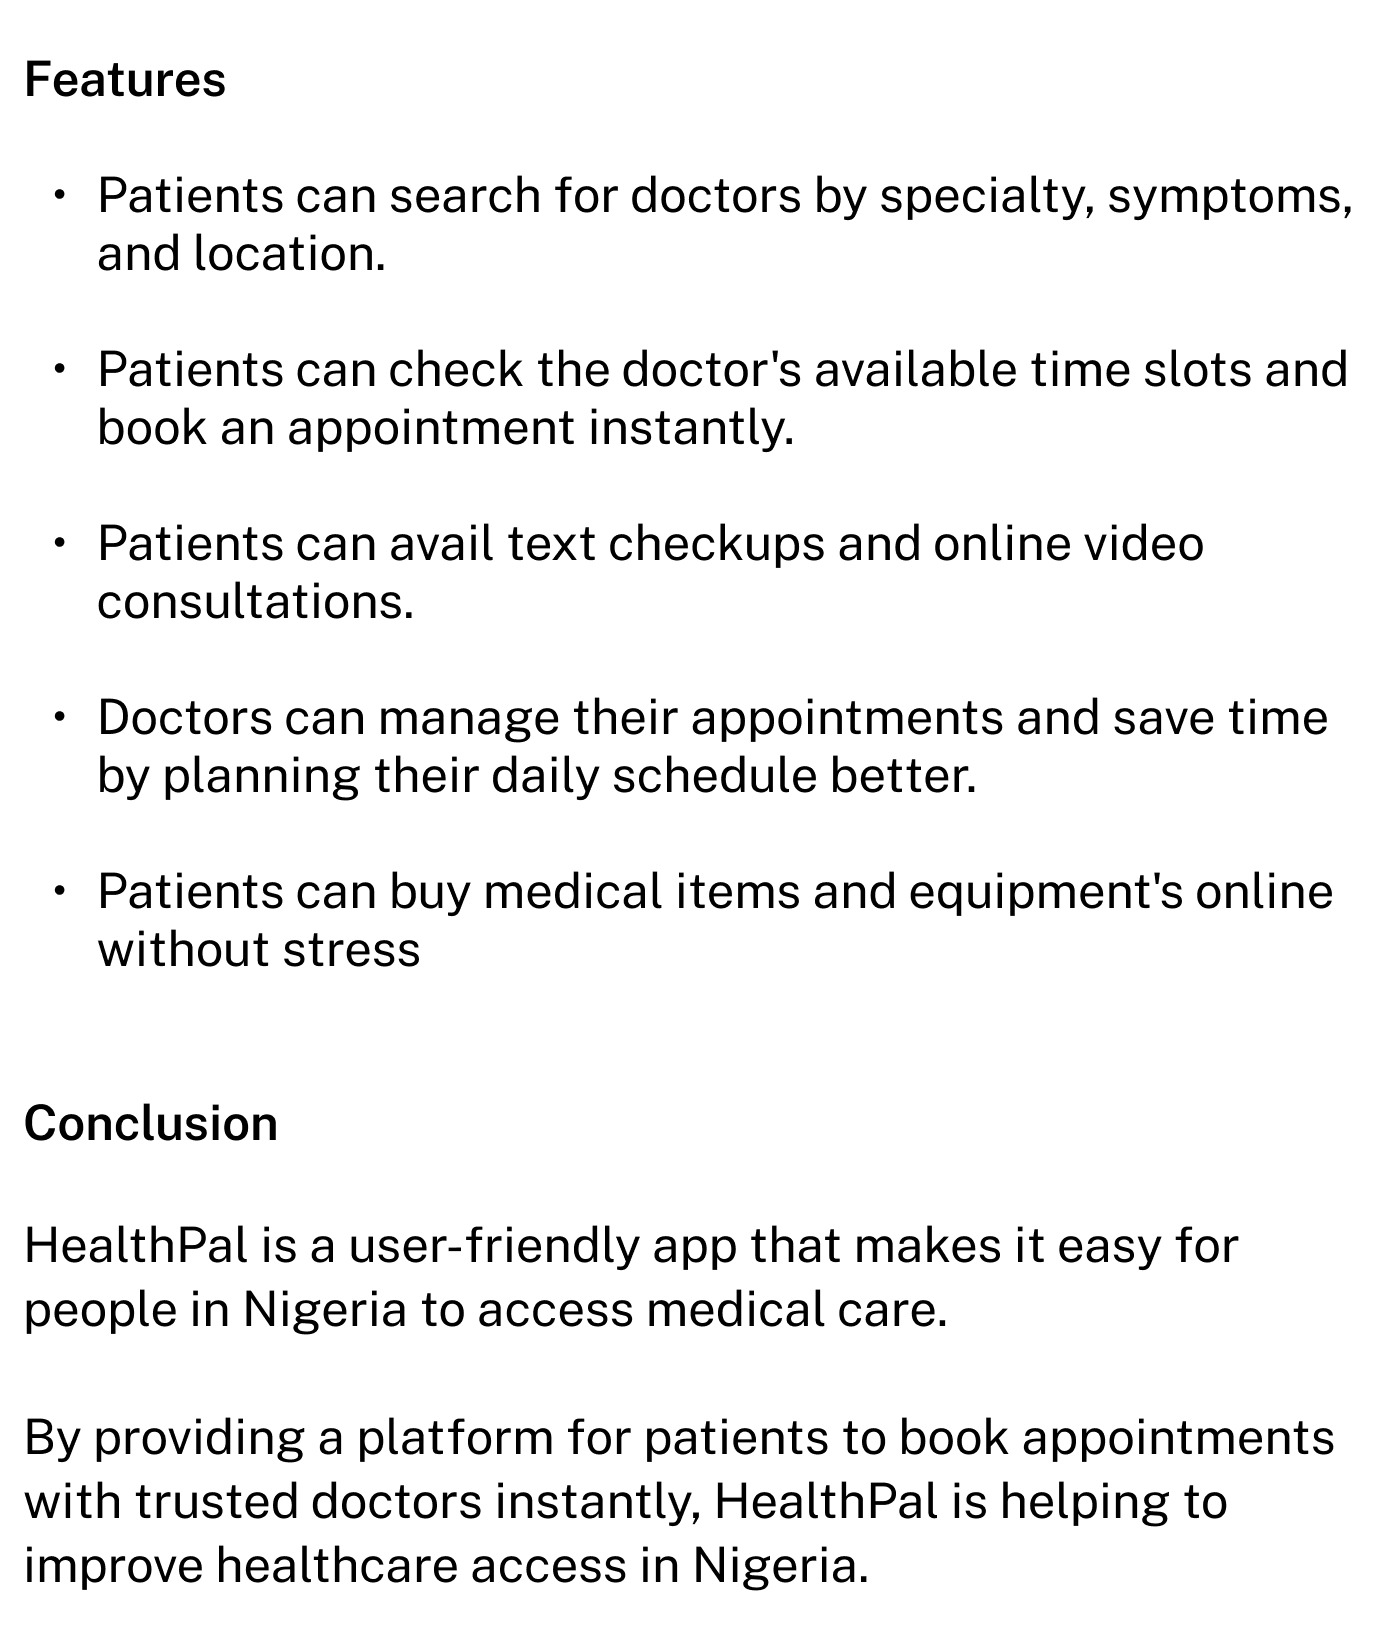 Features
• Patients can search for doctors by specialty, symptoms,
and location.
• Patients can check the doctor's available time slots and
book an appointment instantly.
• Patients can avail text checkups and online video
consultations.
• Doctors can manage their appointments and save time
by planning their daily schedule better.
• Patients can buy medical items and equipment's online
without stress
Conclusion
HealthPal is a user-friendly app that makes it easy for
people in Nigeria to access medical care.
By providing a platform for patients to book appointments
with trusted doctors instantly, HealthPal is helping to
improve healthcare access in Nigeria.